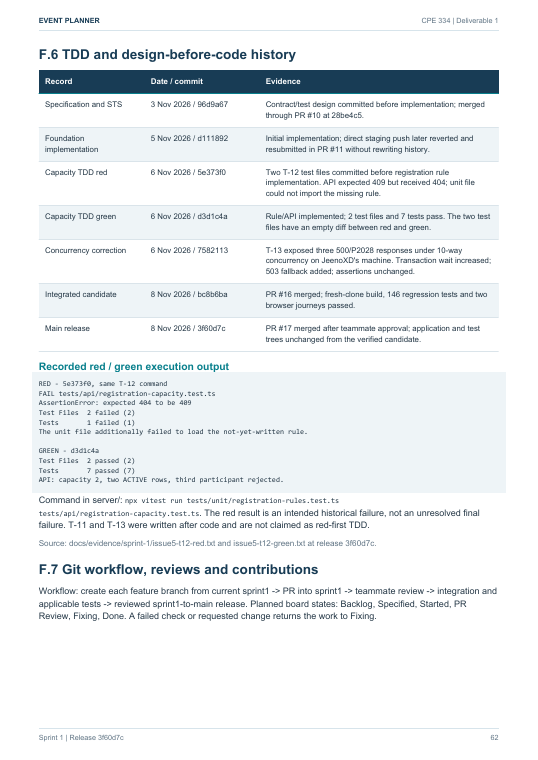 EVENT PLANNER
CPE 334 | Deliverable 1
F.6 TDD and design-before-code history
Record Date / commit Evidence
Specification and STS 3 Nov 2026 / 96d9a67 Contract/test design committed before implementation; merged
through PR #10 at 28be4c5.
Foundation 5 Nov 2026 / d111892 Initial implementation; direct staging push later reverted and
implementation resubmitted in PR #11 without rewriting history.
Capacity TDD red 6 Nov 2026 / 5e373f0 Two T-12 test files committed before registration rule
implementation. API expected 409 but received 404; unit file
could not import the missing rule.
Capacity TDD green 6 Nov 2026 / d3d1c4a Rule/API implemented; 2 test files and 7 tests pass. The two test
files have an empty diff between red and green.
Concurrency correction 6 Nov 2026 / 7582113 T-13 exposed three 500/P2028 responses under 10-way
concurrency on JeenoXD's machine. Transaction wait increased;
503 fallback added; assertions unchanged.
Integrated candidate 8 Nov 2026 / bc8b6ba PR #16 merged; fresh-clone build, 146 regression tests and two
browser journeys passed.
Main release 8 Nov 2026 / 3f60d7c PR #17 merged after teammate approval; application and test
trees unchanged from the verified candidate.
Recorded red / green execution output
RED - 5e373f0, same T-12 command
FAIL tests/api/registration-capacity.test.ts
AssertionError: expected 404 to be 409
Test Files 2 failed (2)
Tests 1 failed (1)
The unit file additionally failed to load the not-yet-written rule.
GREEN - d3d1c4a
Test Files 2 passed (2)
Tests 7 passed (7)
API: capacity 2, two ACTIVE rows, third participant rejected.
Command in server/: npx vitest run tests/unit/registration-rules.test.ts
tests/api/registration-capacity.test.ts. The red result is an intended historical failure, not an unresolved final
failure. T-11 and T-13 were written after code and are not claimed as red-first TDD.
Source: docs/evidence/sprint-1/issue5-t12-red.txt and issue5-t12-green.txt at release 3f60d7c.
F.7 Git workflow, reviews and contributions
Workflow: create each feature branch from current sprint1 -> PR into sprint1 -> teammate review -> integration and
applicable tests -> reviewed sprint1-to-main release. Planned board states: Backlog, Specified, Started, PR
Review, Fixing, Done. A failed check or requested change returns the work to Fixing.
Sprint 1 | Release 3f60d7c
62